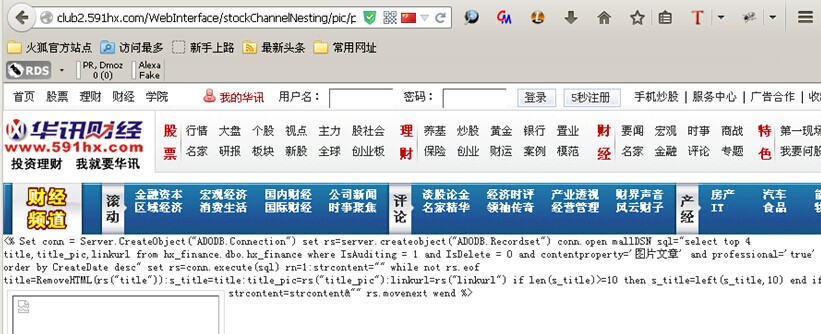 club2.591hx.com/WebInterface/stockChannelNesting/pic/p
火狐官方站点 访问最多 新手上路 最新头条 常用网址
RDS PR, Dmoz 0 (0) Alexa Fake
首页 股票 理财 财经 学院 我的华讯 用户名: 密码: 登录 5秒注册 手机炒股 | 服务中心 | 广告合作 |
华讯财经
www.591hx.com
投资理财 我就要华讯
股票 行情 大盘 个股 视点 主力 股社会
名家 研报 板块 新股 全球 创业板
理财 养基 炒股 黄金 银行 置业
保险 创业 财运 案例 模范
财经 要闻 宏观 时事 商战
名家 金融 评论 专题
特色 第一现场
我要问股
财经频道
滚动 金融资本 宏观经济 国内财经 公司新闻
区域经济 消费生活 国际财经 时事聚焦
评论 谈股论金 经济时评 产业透视 财界声音
名家精华 领袖传奇 经营管理 风云财子
产经 房产 汽车
IT 食品
<% Set conn = Server.CreateObject("ADODB.Connection") set rs=server.createobject("ADODB.Recordset") conn.open mallDSN sql="select top 4
title,title_pic,linkurl from hx_finance.dbo.hx_finance where IsAuditing = 1 and IsDelete = 0 and contentproperty='图片文章' and professional='true'
order by CreateDate desc" set rs=conn.execute(sql) rn=1:strcontent="" while not rs.eof
title=RemoveHTML(rs("title")):s_title=title:title_pic=rs("title_pic"):linkurl=rs("linkurl") if len(s_title)>=10 then s_title=left(s_title,10) end if
strcontent=strcontent&"" rs.movenext wend %>